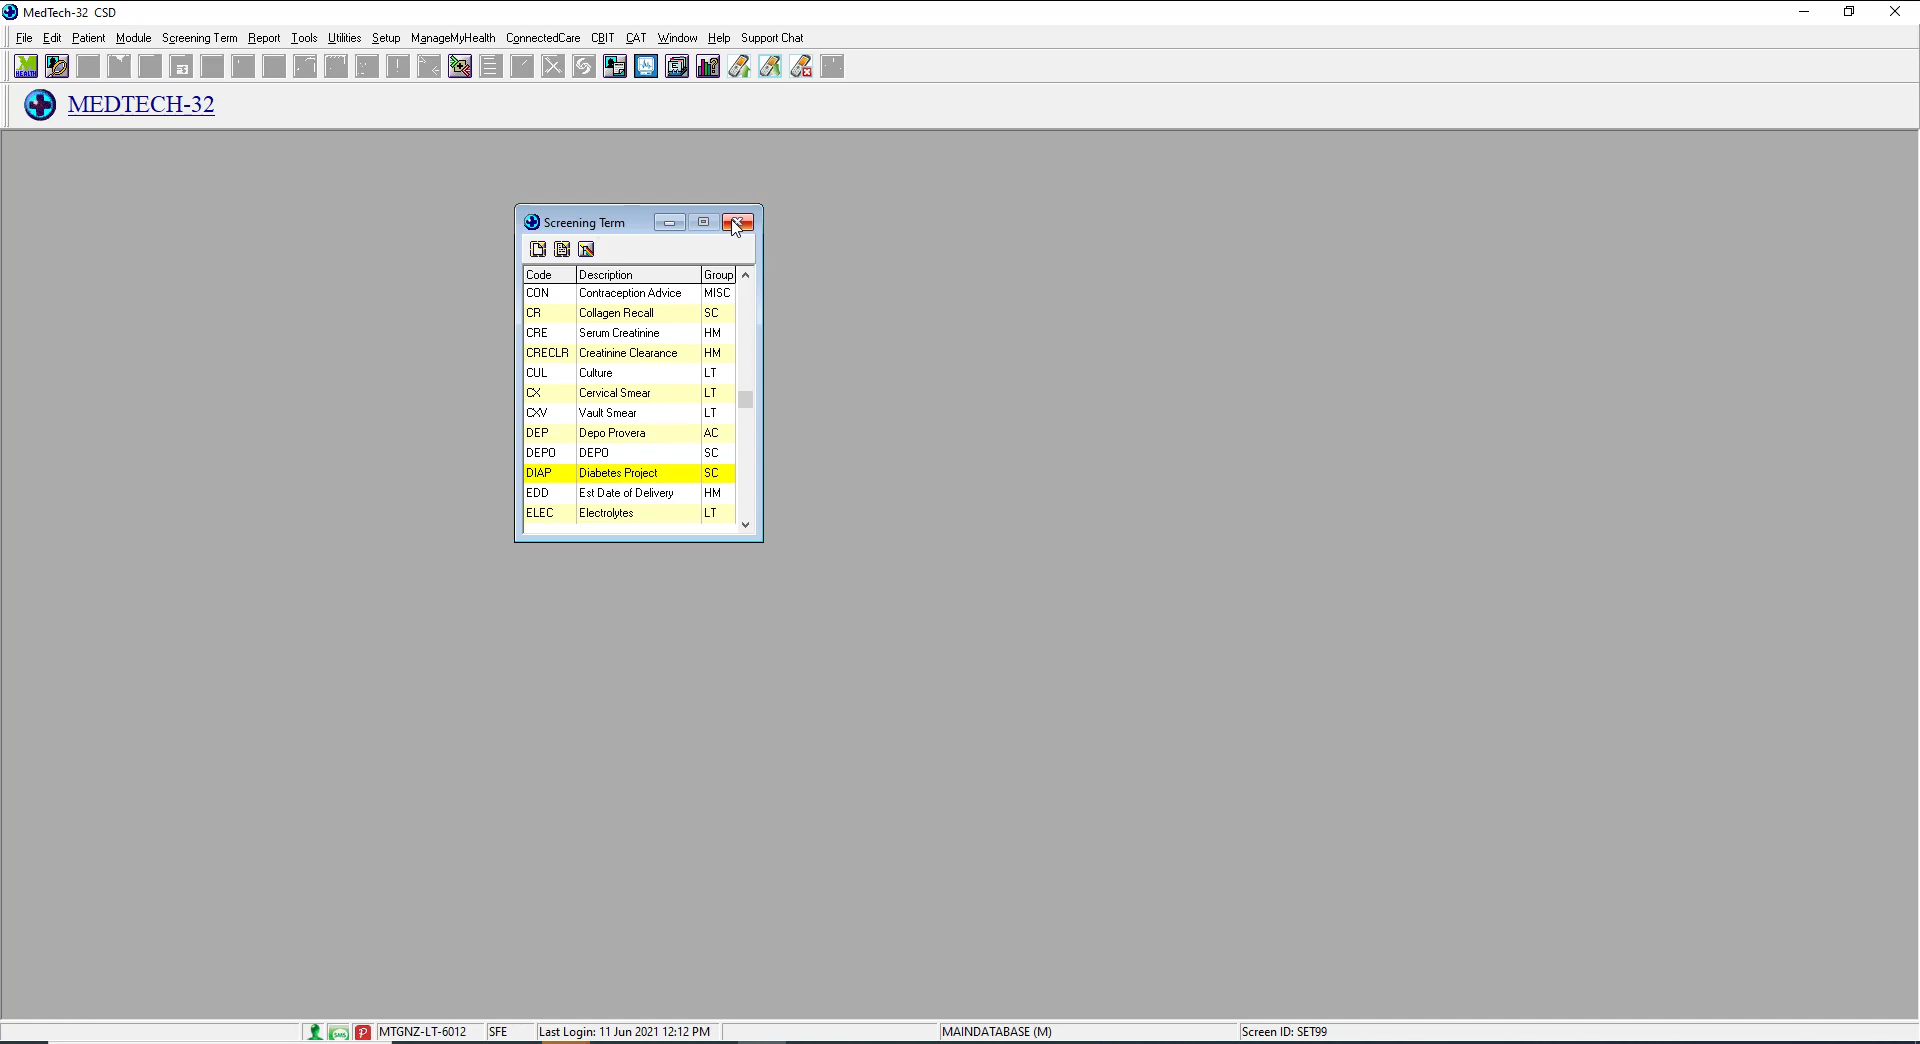 MedTech-32 CSD
File Edit Patient Module Screening Term Report Tools Utilities Setup ManageMyHealth ConnectedCare CBIT CAT Window Help Support Chat
HEALTH
MEDTECH-32
Screening Term
Code Description Group
CON Contraception Advice MISC
CR Collagen Recall SC
CRE Serum Creatinine HM
CRECLR Creatinine Clearance HM
CUL Culture LT
CX Cervical Smear LT
CXV Vault Smear LT
DEP Depo Provera AC
DEPO DEPO SC
DIAP Diabetes Project SC
EDD Est Date of Delivery HM
ELEC Electrolytes LT
SMS P MTGNZ-LT-6012 SFE Last Login: 11 Jun 2021 12:12 PM MAINDATABASE (M) Screen ID: SET99